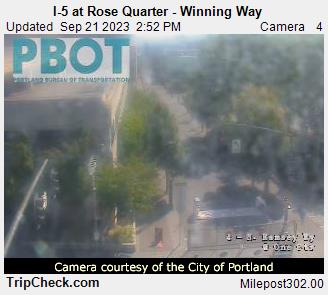 I-5 at Rose Quarter - Winning Way
Updated Sep 21 2023 2:52 PM Camera 4
PBOT
PORTLAND BUREAU OF TRANSPORTATION
Camera courtesy of the City of Portland
TripCheck.com Milepost302.00